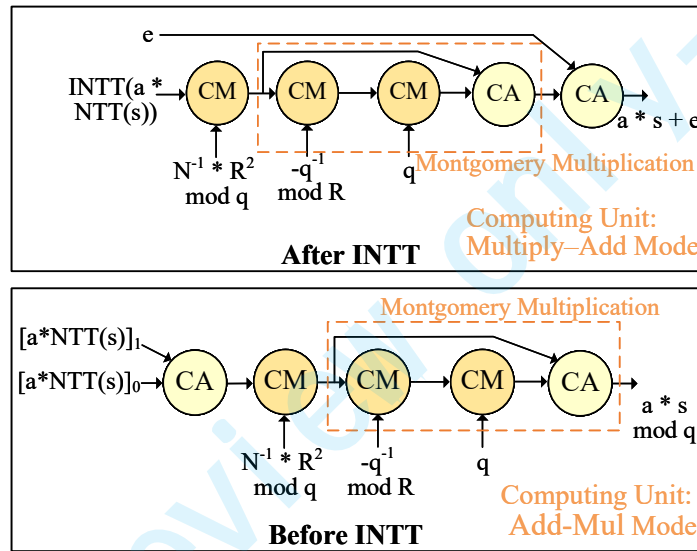 e
INTT(a *
NTT(s))
CM
CM
CM
CA
CA
a * s + e
N⁻¹ * R²
mod q
-q⁻¹
mod R
q
Montgomery Multiplication
Computing Unit:
Multiply–Add Mode
After INTT
Montgomery Multiplication
[a*NTT(s)]₁
[a*NTT(s)]₀
CA
CM
CM
CM
CA
a * s
mod q
N⁻¹ * R²
mod q
-q⁻¹
mod R
q
Computing Unit:
Add-Mul Mode
Before INTT